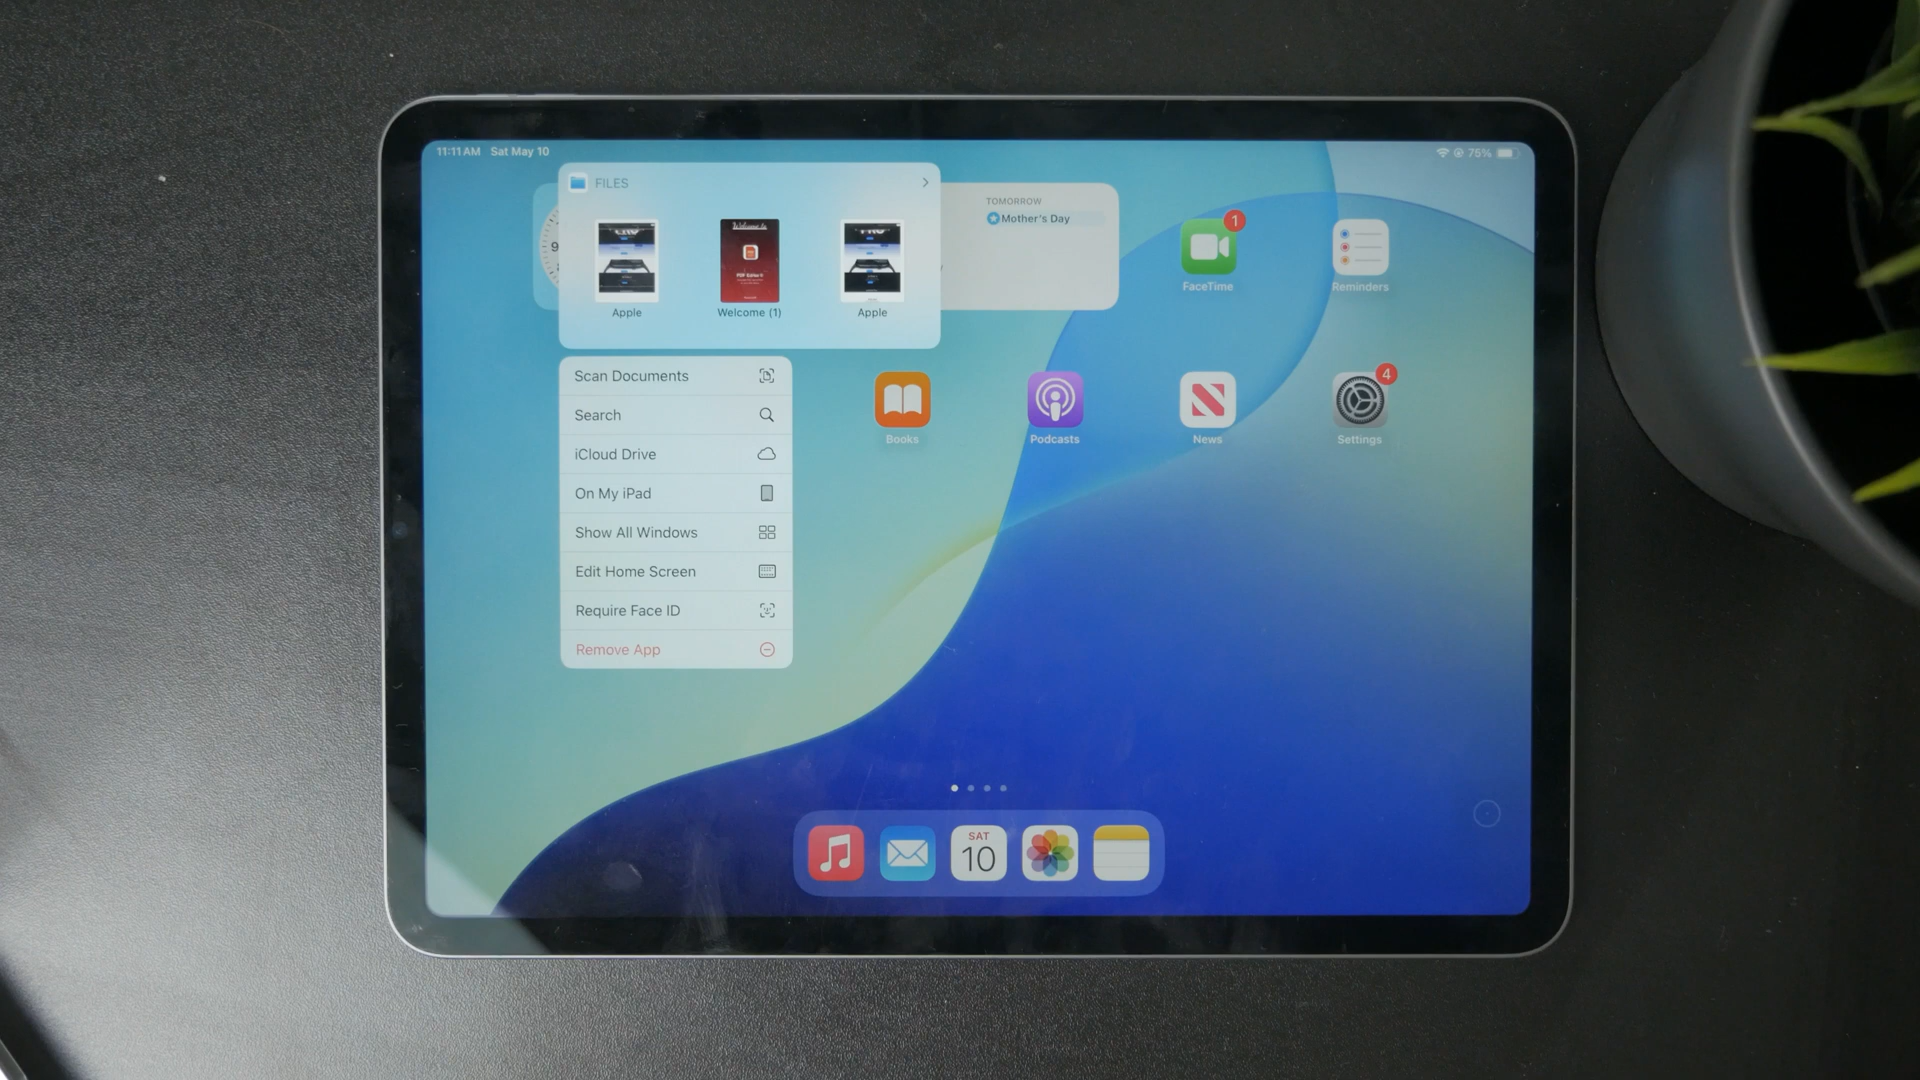 11:11 AM Sat May 10
75%
FILES
Apple
Welcome (1)
Apple
9
TOMORROW
Mother's Day
1
FaceTime
Reminders
Scan Documents
Search
iCloud Drive
On My iPad
Show All Windows
Edit Home Screen
Require Face ID
Remove App
Books
Podcasts
News
4
Settings
SAT
10